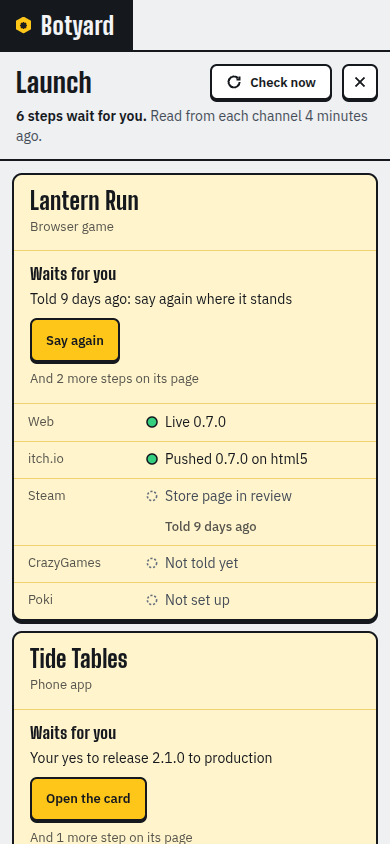 Botyard
Launch
Check now
6 steps wait for you. Read from each channel 4 minutes
ago.
Lantern Run
Browser game
Waits for you
Told 9 days ago: say again where it stands
Say again
And 2 more steps on its page
Web Live 0.7.0
itch.io Pushed 0.7.0 on html5
Steam Store page in review
Told 9 days ago
CrazyGames Not told yet
Poki Not set up
Tide Tables
Phone app
Waits for you
Your yes to release 2.1.0 to production
Open the card
And 1 more step on its page